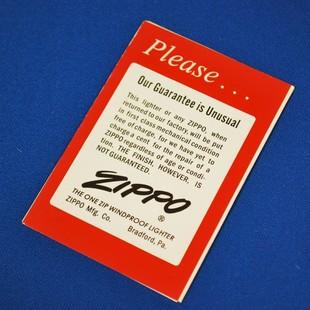 Please...
Our Guarantee is Unusual
This lighter or any ZIPPO, when
returned to our factory, will be put
in first class mechanical condition
free of charge, for we have yet to
charge a cent for the repair of a
ZIPPO regardless of age or condi-
tion. THE FINISH, HOWEVER, IS
NOT GUARANTEED.
ZIPPO ®
THE ONE ZIP WINDPROOF LIGHTER
ZIPPO Mfg. Co.
Bradford, Pa.